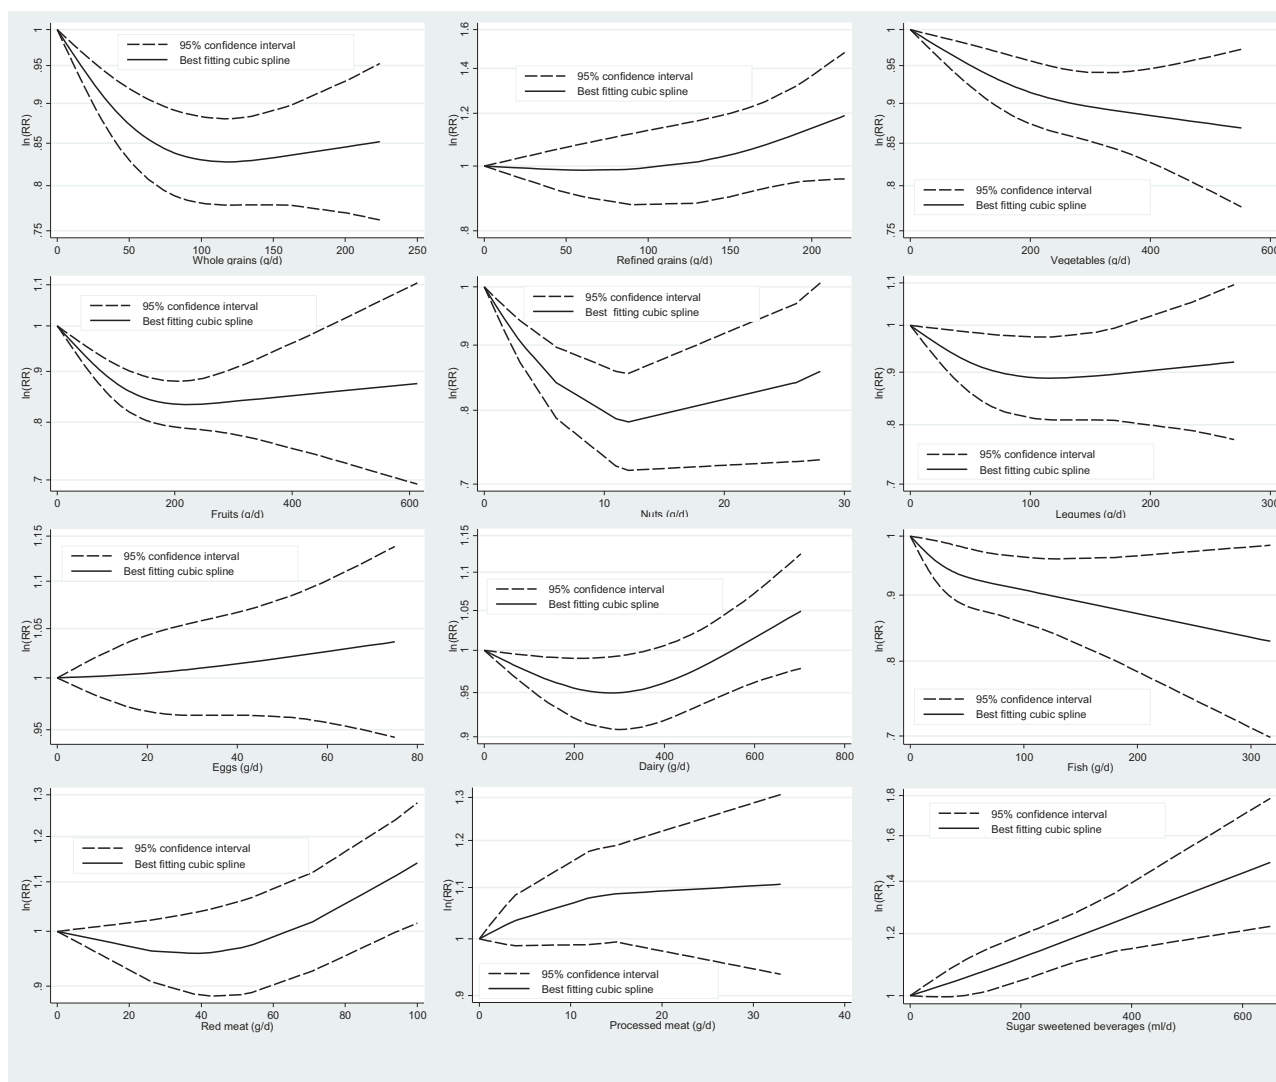 1
.95
.9
.85
.8
.75
ln(RR)
95% confidence interval
Best fitting cubic spline
0 50 100 150 200 250
Whole grains (g/d)
1.6
1.4
1.2
1
.8
ln(RR)
95% confidence interval
Best fitting cubic spline
0 50 100 150 200
Refined grains (g/d)
1
.95
.9
.85
.8
.75
ln(RR)
95% confidence interval
Best fitting cubic spline
0 200 400 600
Vegetables (g/d)
1.1
1
.9
.8
.7
ln(RR)
95% confidence interval
Best fitting cubic spline
0 200 400 600
Fruits (g/d)
1
.9
.8
.7
ln(RR)
95% confidence interval
Best fitting cubic spline
0 10 20 30
Nuts (g/d)
1.1
1
.9
.8
.7
ln(RR)
95% confidence interval
Best fitting cubic spline
0 100 200 300
Legumes (g/d)
1.15
1.1
1.05
1
.95
ln(RR)
95% confidence interval
Best fitting cubic spline
0 20 40 60 80
Eggs (g/d)
1.15
1.1
1.05
1
.95
.9
ln(RR)
95% confidence interval
Best fitting cubic spline
0 200 400 600 800
Dairy (g/d)
1
.9
.8
.7
ln(RR)
95% confidence interval
Best fitting cubic spline
0 100 200 300
Fish (g/d)
1.3
1.2
1.1
1
.9
ln(RR)
95% confidence interval
Best fitting cubic spline
0 20 40 60 80 100
Red meat (g/d)
1.3
1.2
1.1
1
.9
ln(RR)
95% confidence interval
Best fitting cubic spline
0 10 20 30 40
Processed meat (g/d)
1.8
1.6
1.4
1.2
1
ln(RR)
95% confidence interval
Best fitting cubic spline
0 200 400 600
Sugar sweetened beverages (ml/d)